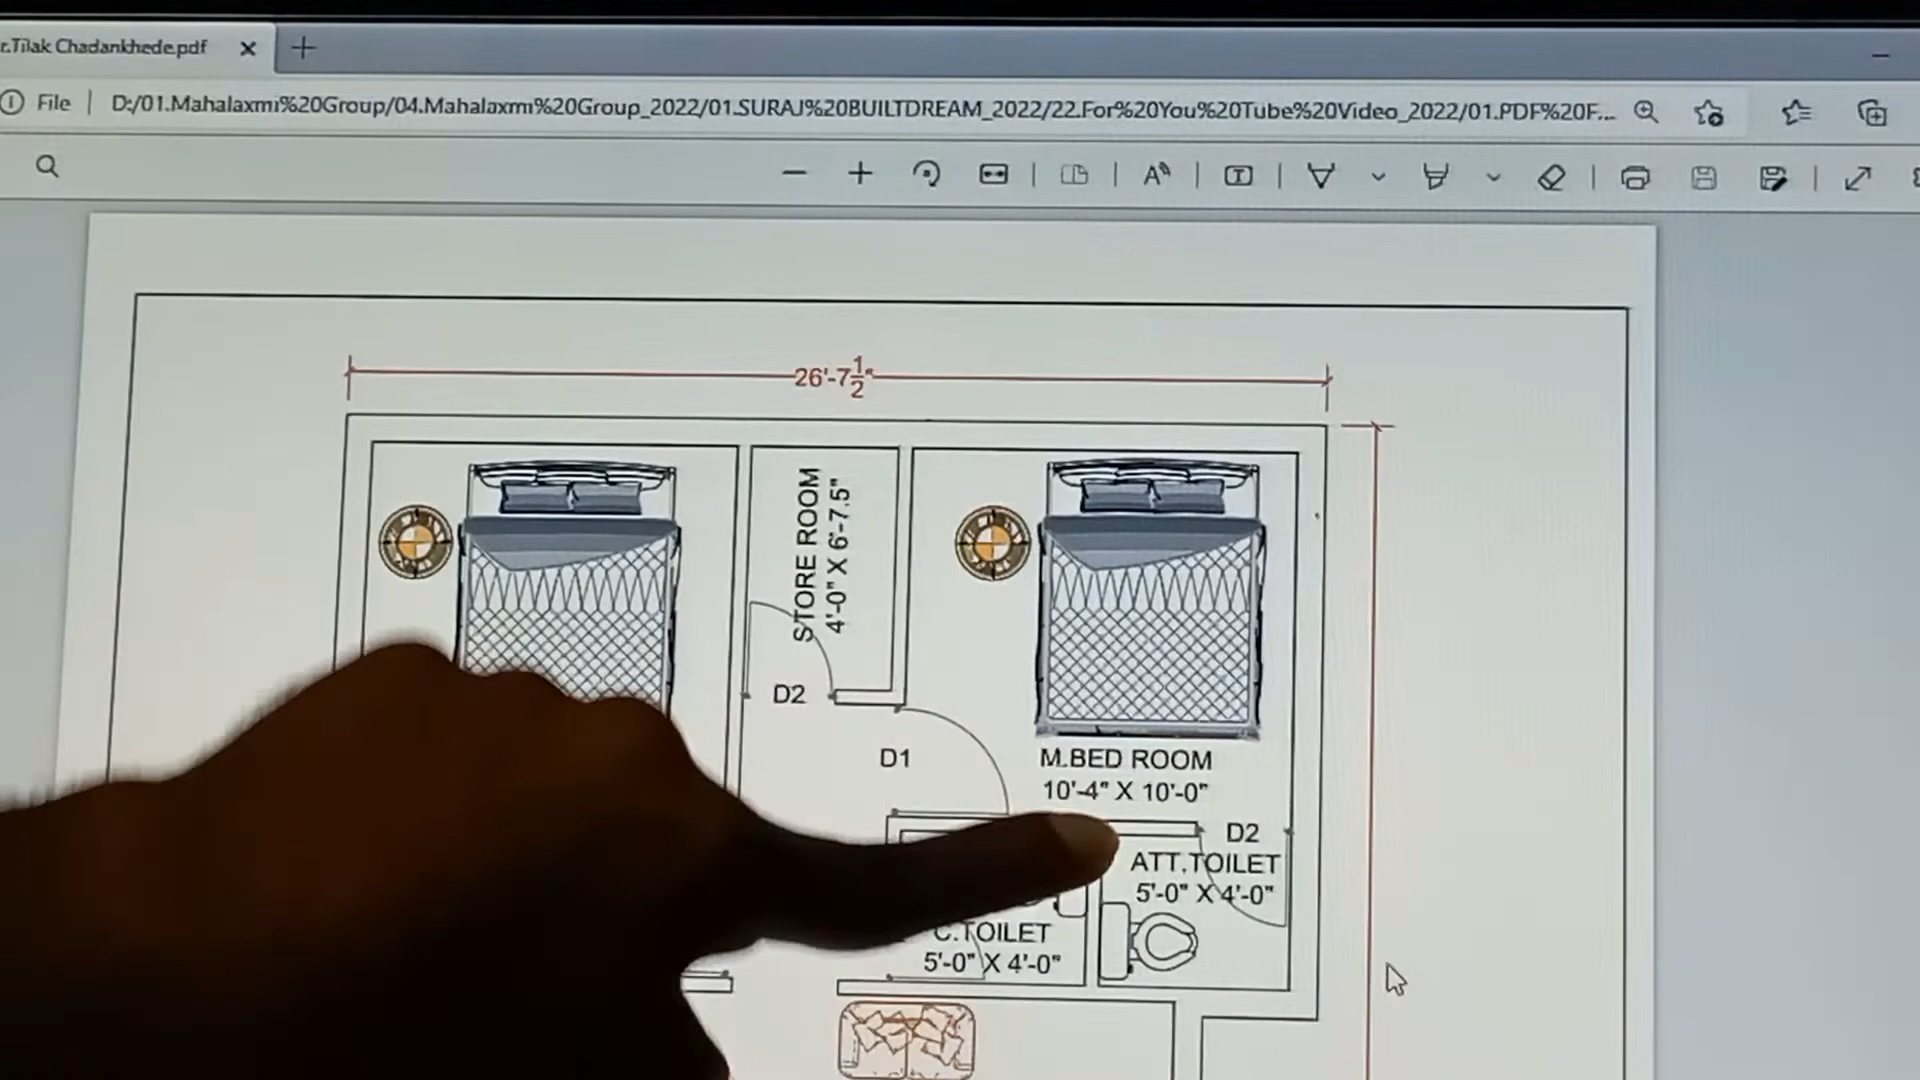 r.Tilak Chadankhede.pdf
File
D:/01.Mahalaxmi%20Group/04.Mahalaxmi%20Group_2022/01.SURAJ%20BUILTDREAM_2022/22.For%20You%20Tube%20Video_2022/01.PDF%20F...
26'-7½"
STORE ROOM
4'-0" X 6'-7.5"
D2
D1
M.BED ROOM
10'-4" X 10'-0"
D2
ATT.TOILET
5'-0" X 4'-0"
C.TOILET
5'-0" X 4'-0"